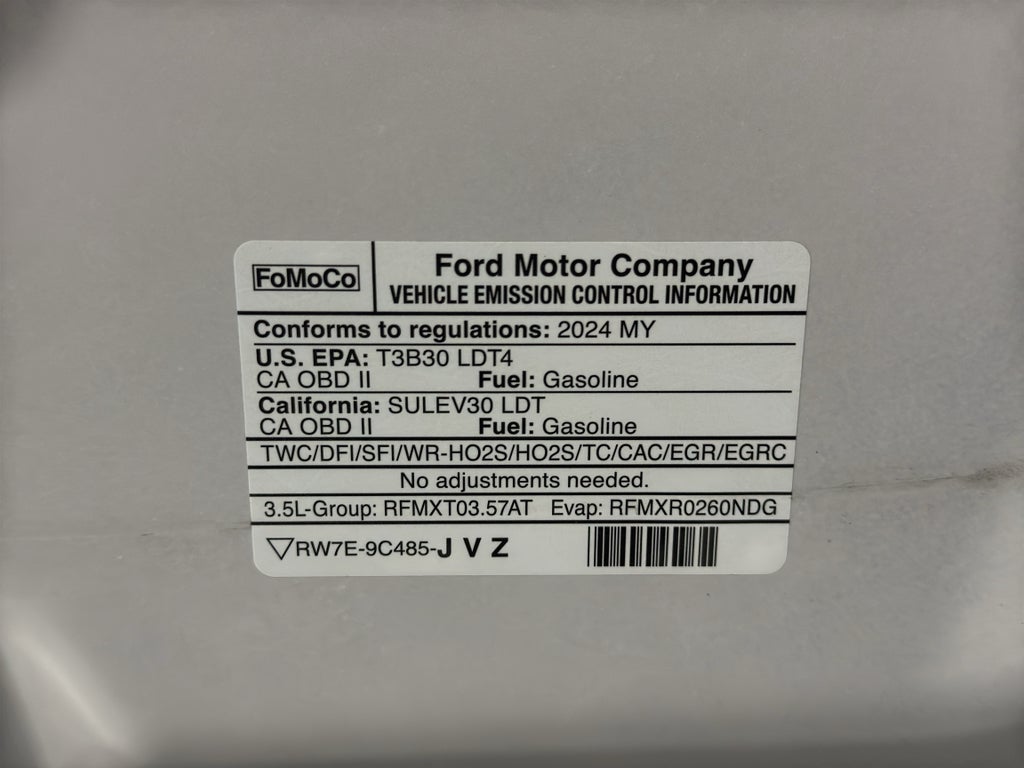 FoMoCo
Ford Motor Company
VEHICLE EMISSION CONTROL INFORMATION
Conforms to regulations: 2024 MY
U.S. EPA: T3B30 LDT4
CA OBD II Fuel: Gasoline
California: SULEV30 LDT
CA OBD II Fuel: Gasoline
TWC/DFI/SFI/WR-HO2S/HO2S/TC/CAC/EGR/EGRC
No adjustments needed.
3.5L-Group: RFMXT03.57AT Evap: RFMXR0260NDG
RW7E-9C485-J V Z